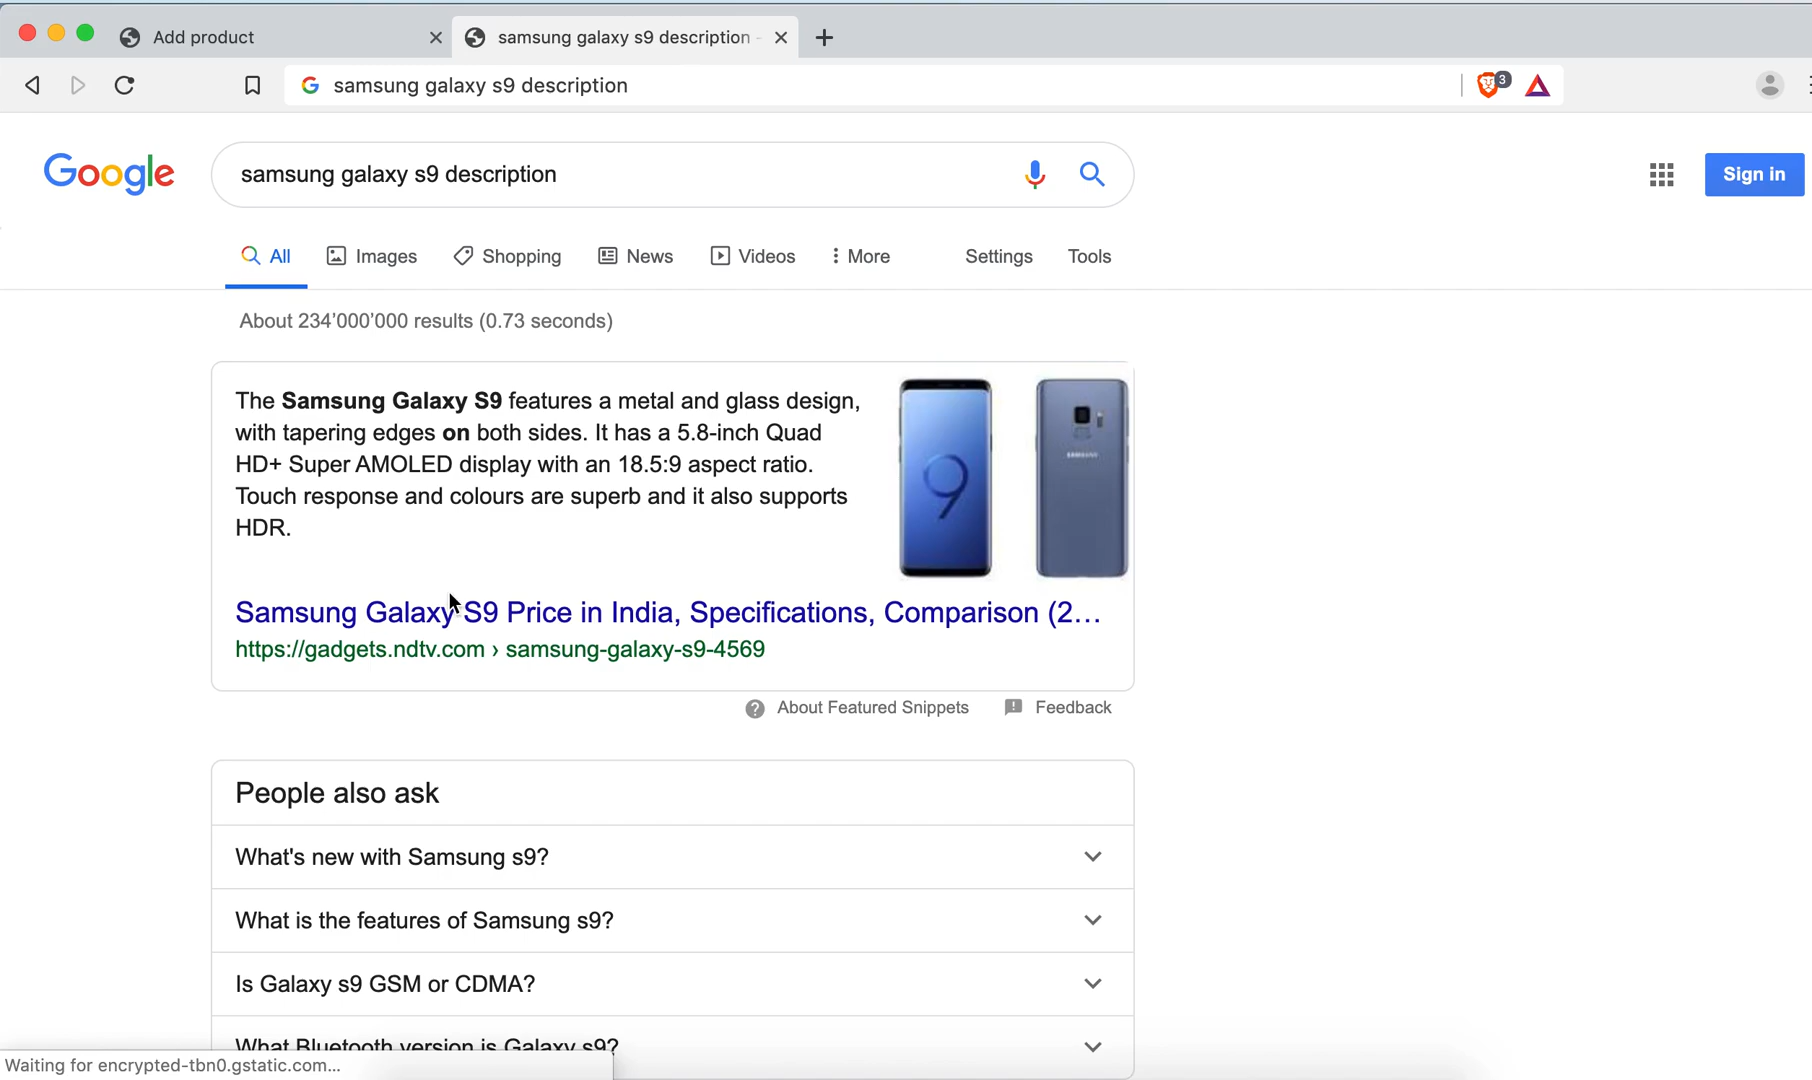 Add product
samsung galaxy s9 description -
samsung galaxy s9 description
3
Google
samsung galaxy s9 description
Sign in
All Images Shopping News Videos More Settings Tools
About 234'000'000 results (0.73 seconds)
The Samsung Galaxy S9 features a metal and glass design,
with tapering edges on both sides. It has a 5.8-inch Quad
HD+ Super AMOLED display with an 18.5:9 aspect ratio.
Touch response and colours are superb and it also supports
HDR.
9
SAMSUNG
Samsung Galaxy S9 Price in India, Specifications, Comparison (2...
https://gadgets.ndtv.com › samsung-galaxy-s9-4569
About Featured Snippets Feedback
People also ask
What's new with Samsung s9?
What is the features of Samsung s9?
Is Galaxy s9 GSM or CDMA?
What Bluetooth version is Galaxy s9?
Waiting for encrypted-tbn0.gstatic.com...